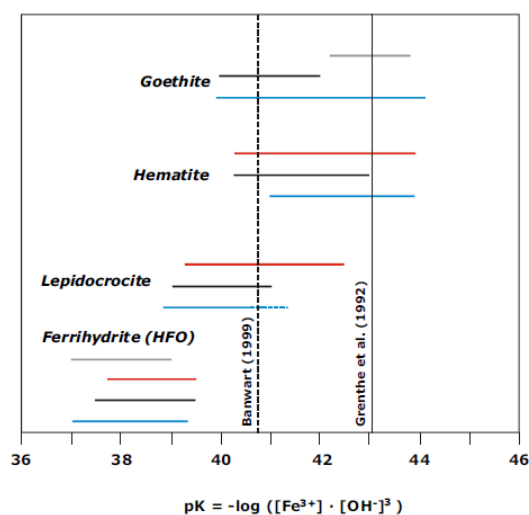 Goethite
Hematite
Lepidocrocite
Ferrihydrite (HFO)
Banwart (1999)
Grenthe et al. (1992)
36 38 40 42 44 46
pK = -log ([Fe³⁺] · [OH⁻]³ )